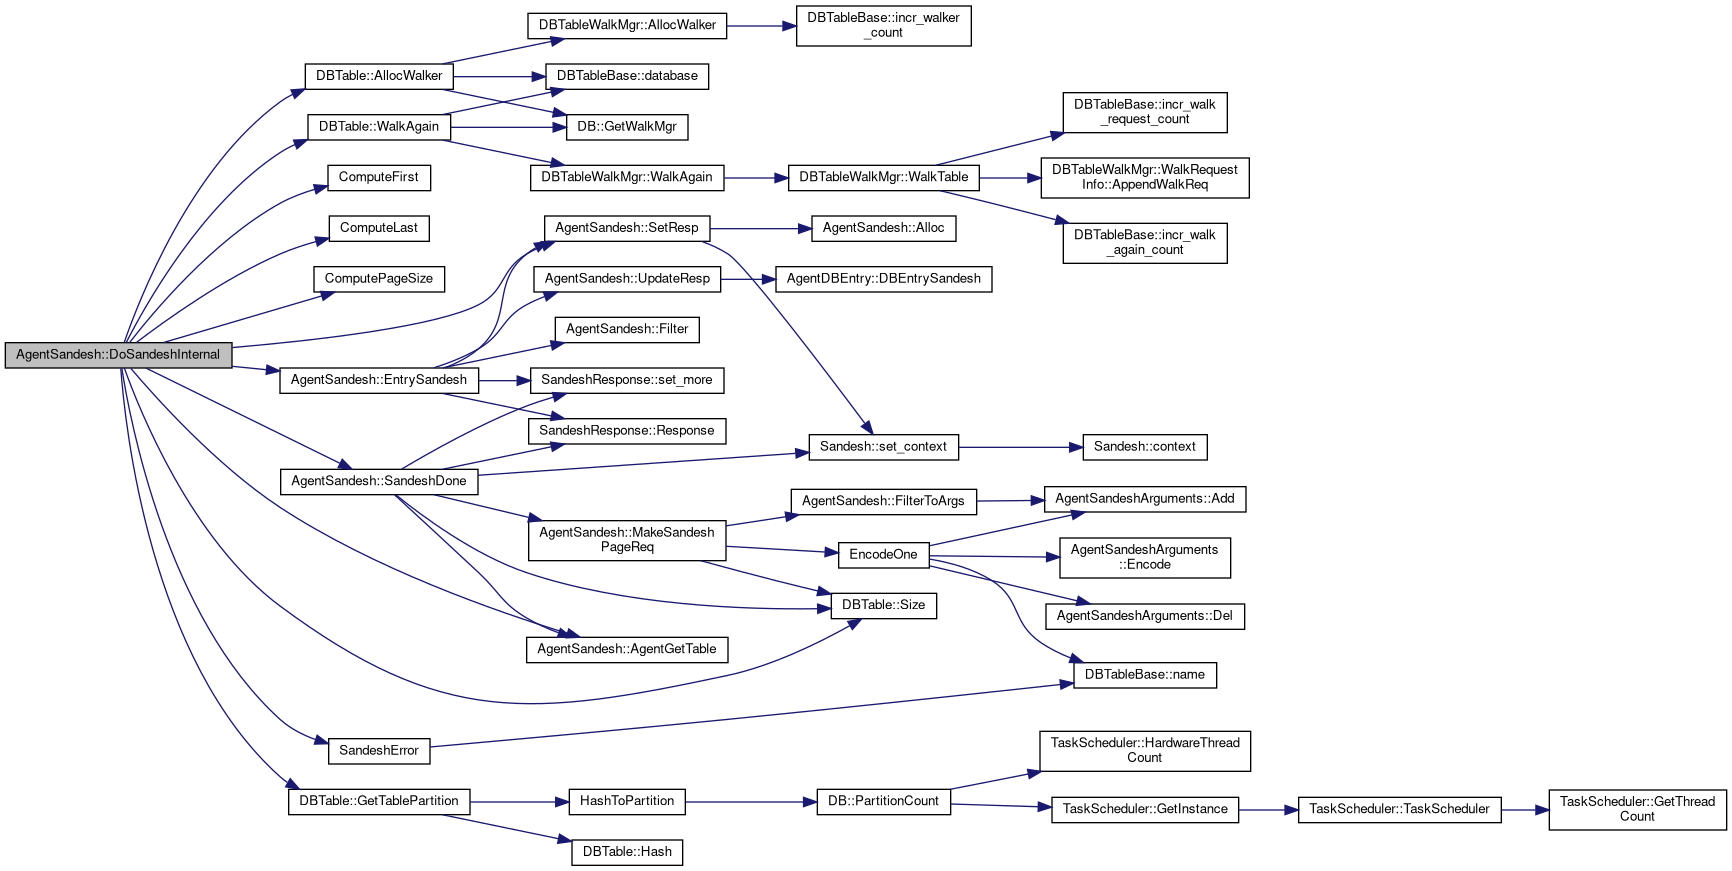 AgentSandesh::DoSandeshInternal
DBTable::AllocWalker
DBTable::WalkAgain
ComputeFirst
ComputeLast
ComputePageSize
AgentSandesh::EntrySandesh
AgentSandesh::SandeshDone
SandeshError
DBTable::GetTablePartition
DBTableWalkMgr::AllocWalker
DBTableBase::database
DB::GetWalkMgr
DBTableWalkMgr::WalkAgain
AgentSandesh::SetResp
AgentSandesh::UpdateResp
AgentSandesh::Filter
SandeshResponse::set_more
SandeshResponse::Response
AgentSandesh::MakeSandesh
PageReq
AgentSandesh::AgentGetTable
HashToPartition
DBTable::Hash
DBTableBase::incr_walker
_count
DBTableWalkMgr::WalkTable
AgentSandesh::Alloc
AgentDBEntry::DBEntrySandesh
Sandesh::set_context
AgentSandesh::FilterToArgs
EncodeOne
DBTable::Size
DB::PartitionCount
DBTableBase::incr_walk
_request_count
DBTableWalkMgr::WalkRequest
Info::AppendWalkReq
DBTableBase::incr_walk
_again_count
Sandesh::context
AgentSandeshArguments::Add
AgentSandeshArguments
::Encode
AgentSandeshArguments::Del
DBTableBase::name
TaskScheduler::HardwareThread
Count
TaskScheduler::GetInstance
TaskScheduler::TaskScheduler
TaskScheduler::GetThread
Count